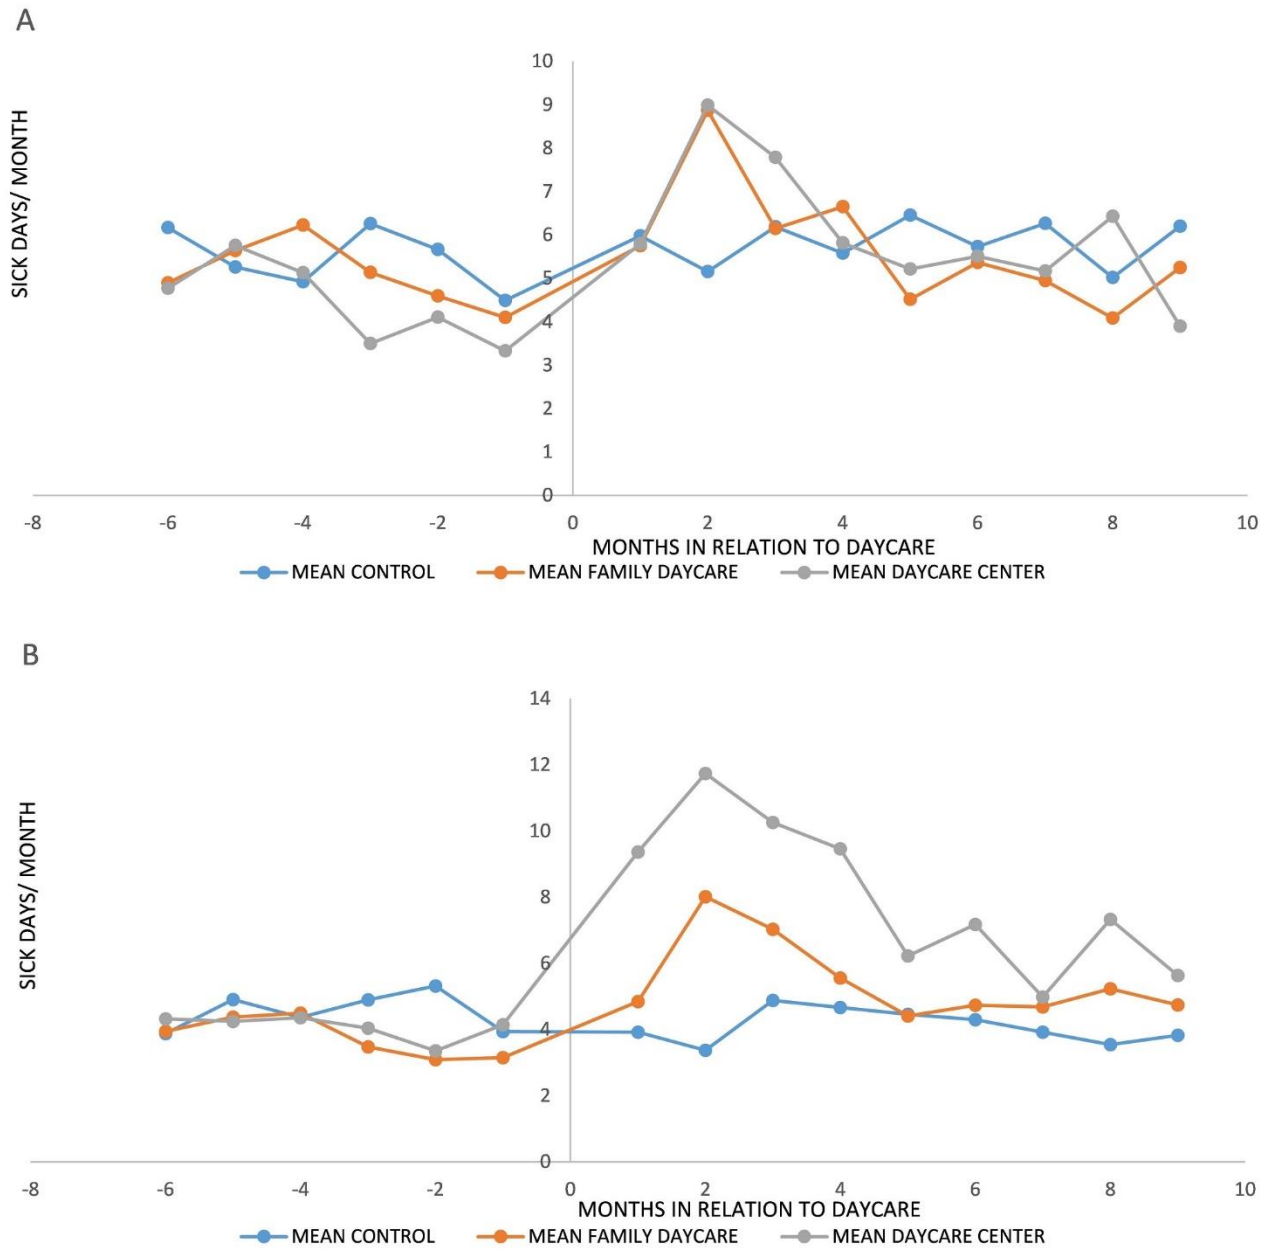 A
SICK DAYS/ MONTH
10
9
8
7
6
5
4
3
2
1
0
-8 -6 -4 -2 0 2 4 6 8 10
MONTHS IN RELATION TO DAYCARE
MEAN CONTROL MEAN FAMILY DAYCARE MEAN DAYCARE CENTER
B
SICK DAYS/ MONTH
14
12
10
8
6
4
2
0
-8 -6 -4 -2 0 2 4 6 8 10
MONTHS IN RELATION TO DAYCARE
MEAN CONTROL MEAN FAMILY DAYCARE MEAN DAYCARE CENTER